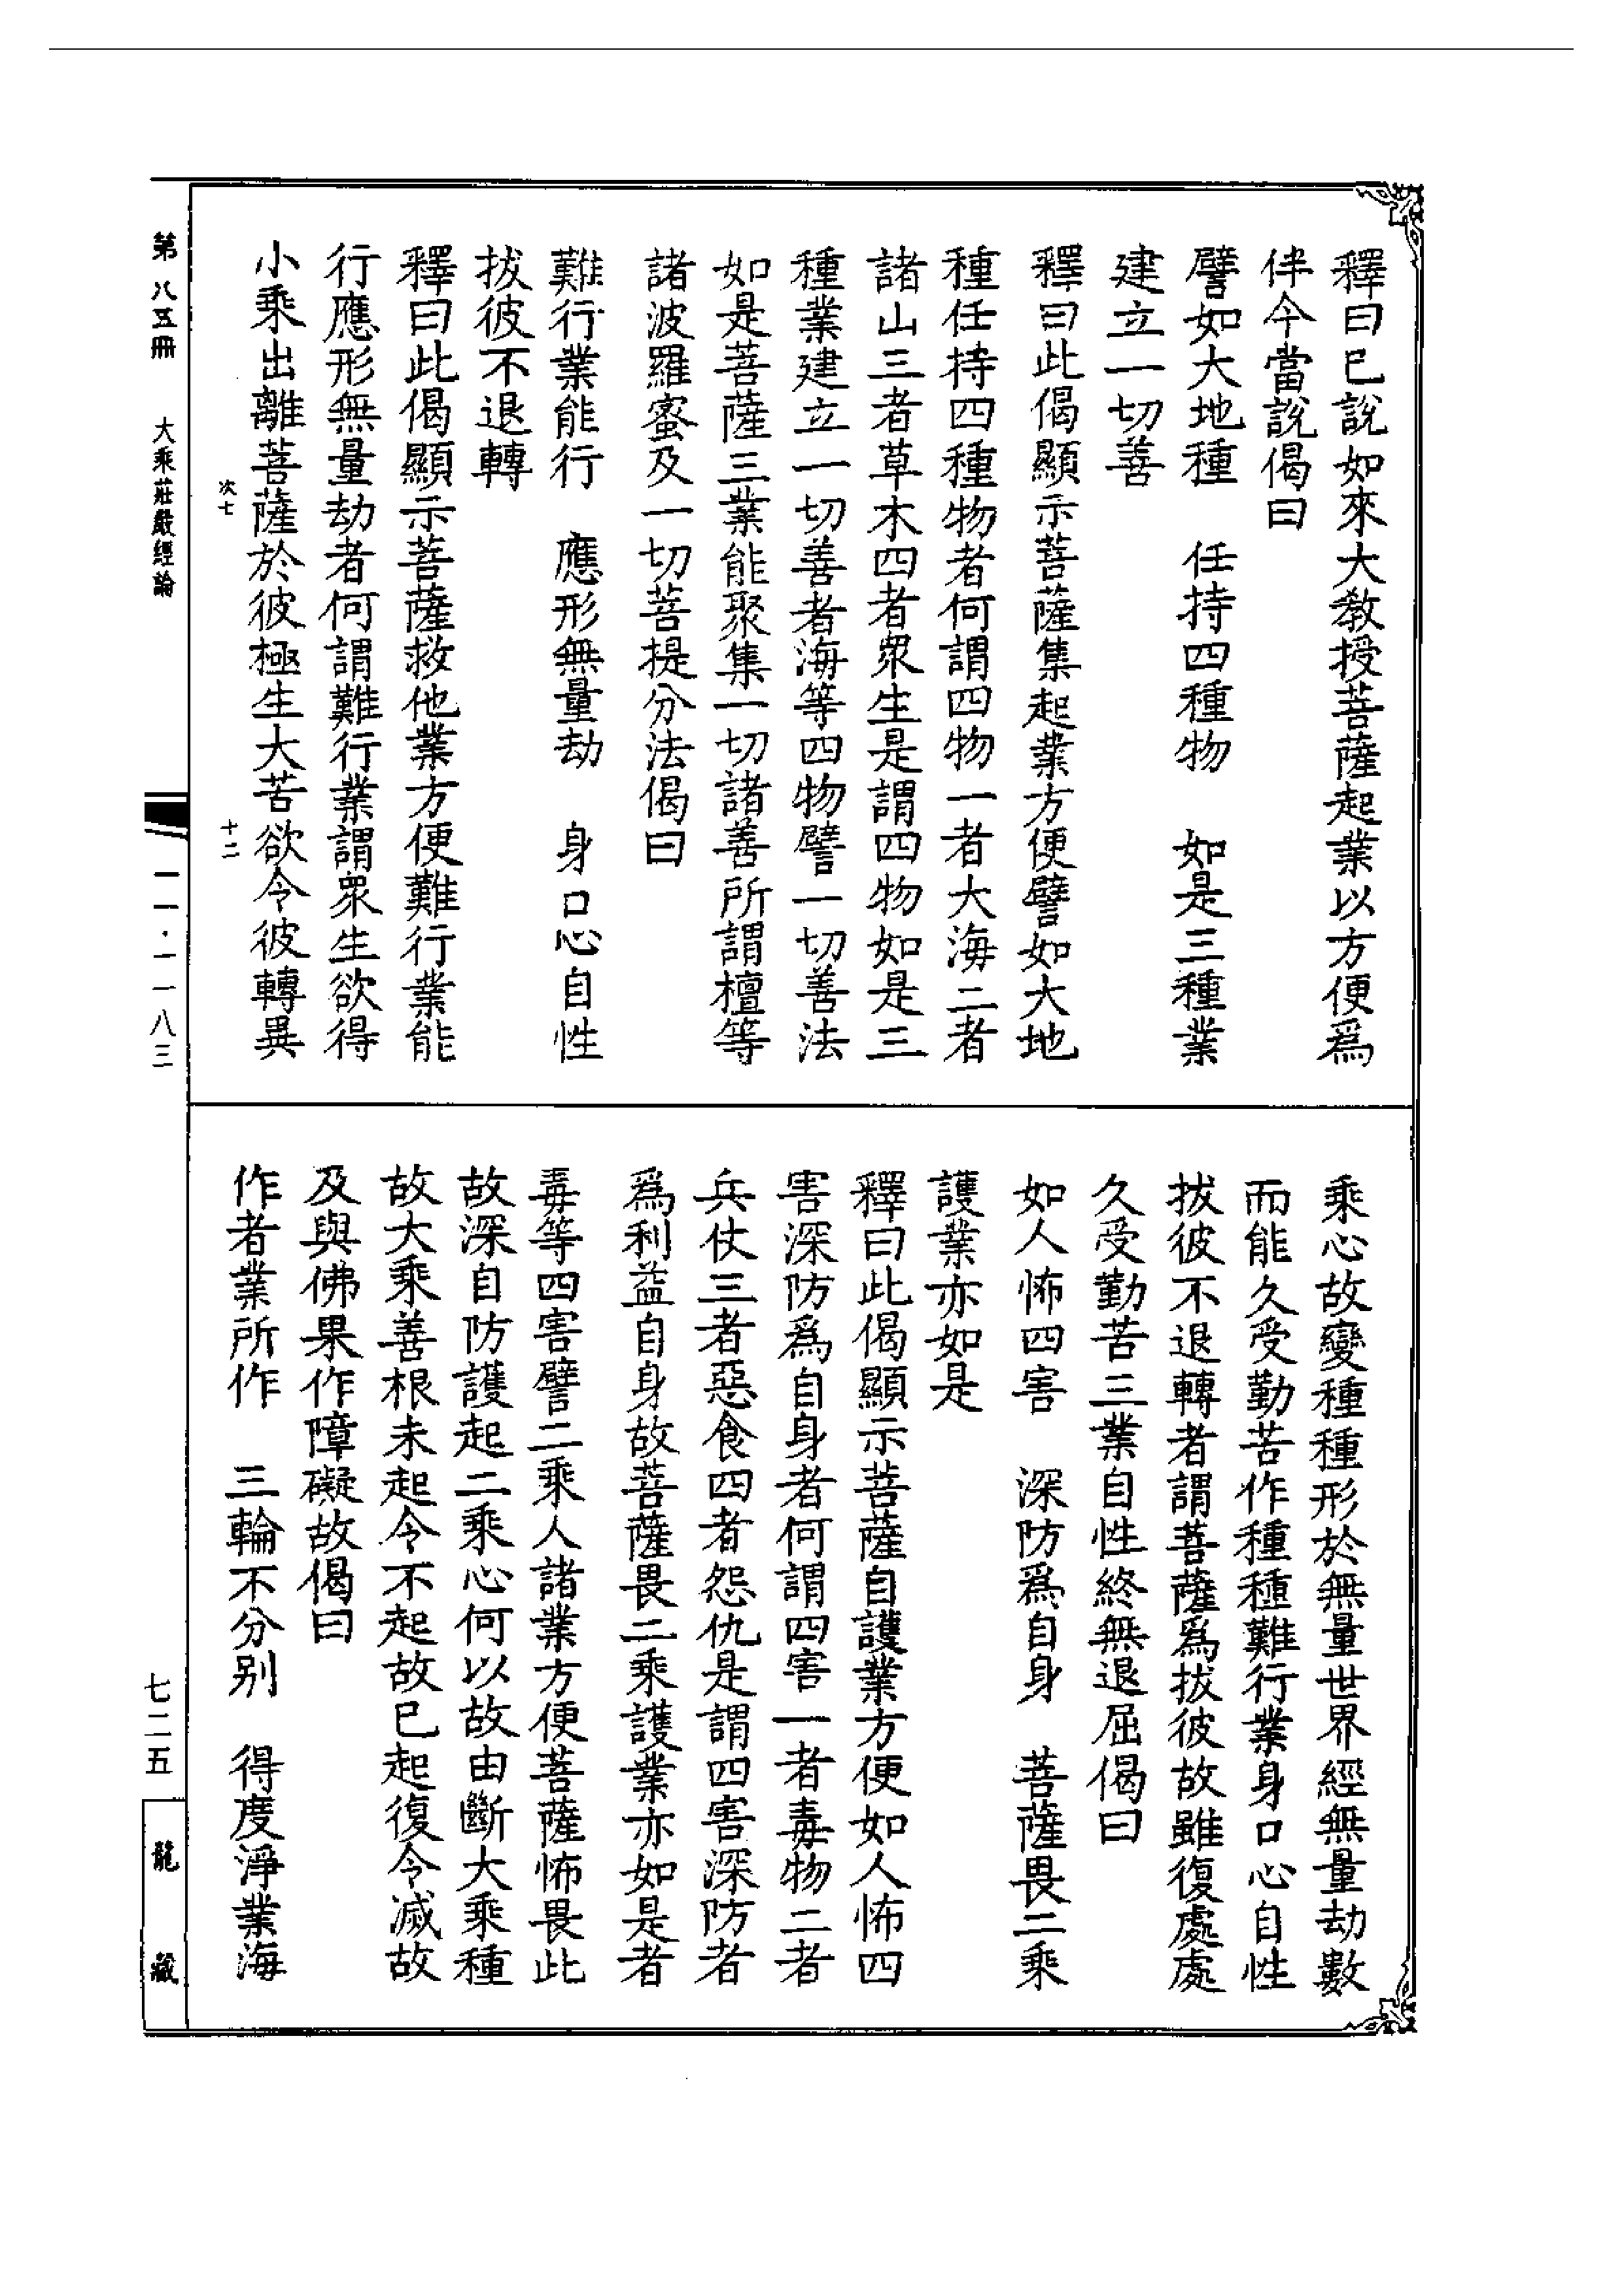 釋曰已說如來大教授菩薩起業以方便爲
伴今當說偈曰
譬如大地種　任持四種物　如是三種業
建立一切善
釋曰此偈顯示菩薩集起業方便譬如大地
種任持四種物者何謂四物一者大海二者
諸山三者草木四者衆生是謂四物如是三
種業建立一切善者海等四物譬一切善法
如是菩薩三業能聚集一切諸善所謂檀等
諸波羅蜜及一切菩提分法偈曰
難行業能行　應形無量劫　身口心自性
拔彼不退轉
釋曰此偈顯示菩薩救他業方便難行業能
行應形無量劫者何謂難行業謂衆生欲得
小乘出離菩薩於彼極生大苦欲令彼轉異
乘心故變種種形於無量世界經無量劫數
而能久受勤苦作種種難行業身口心自性
拔彼不退轉者謂菩薩爲拔彼故雖復處處
久受勤苦三業自性終無退屈偈曰
如人怖四害　深防爲自身　菩薩畏二乘
護業亦如是
釋曰此偈顯示菩薩自護業方便如人怖四
害深防爲自身者何謂四害一者毒物二者
兵仗三者惡食四者怨仇是謂四害深防者
爲利益自身故菩薩畏二乘護業亦如是者
毒等四害譬二乘人諸業方便菩薩怖畏此
故深自防護起二乘心何以故由斷大乘種
故大乘善根未起令不起故已起復令滅故
及與佛果作障礙故偈曰
作者業所作　三輪不分别　得度淨業海
次七　十二
第八五冊　大乘莊嚴經論　二一·一一八三　七二五　龍藏